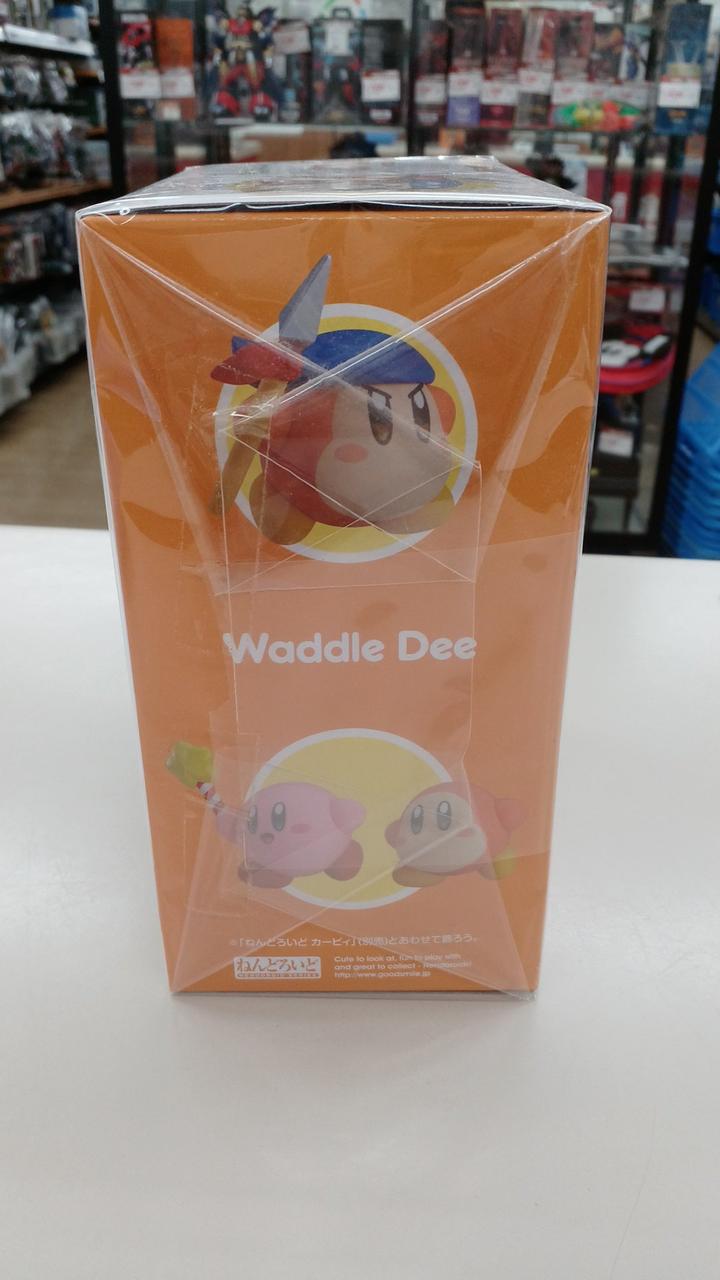 Waddle Dee
※「ねんどろいど カービィ」(別売)とあわせて飾ろう。
ねんどろいど
NENDOROID SERIES
Cute to look at, fun to play with
and great to collect - Nendoroid!
http://www.goodsmile.jp